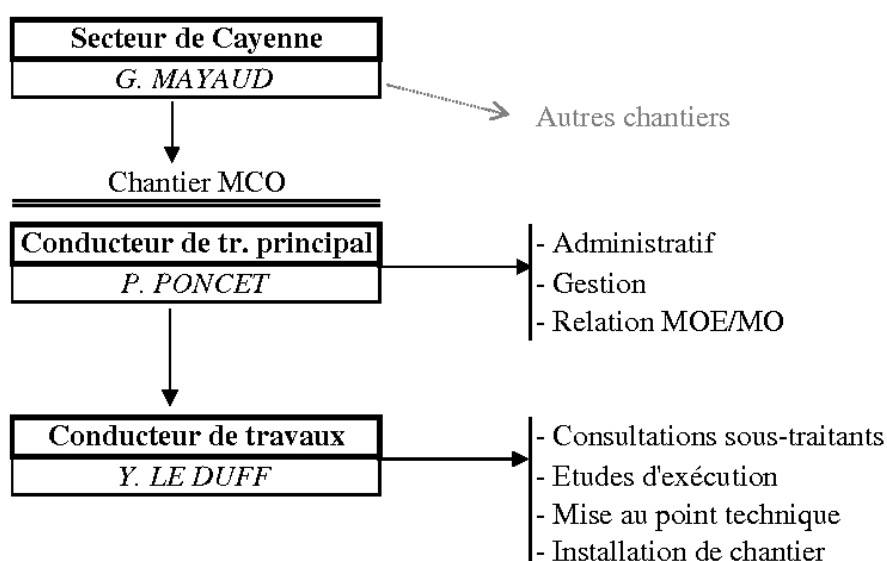 Secteur de Cayenne
G. MAYAUD
Autres chantiers
Chantier MCO
Conducteur de tr. principal
P. PONCET
- Administratif
- Gestion
- Relation MOE/MO
Conducteur de travaux
Y. LE DUFF
- Consultations sous-traitants
- Etudes d'exécution
- Mise au point technique
- Installation de chantier